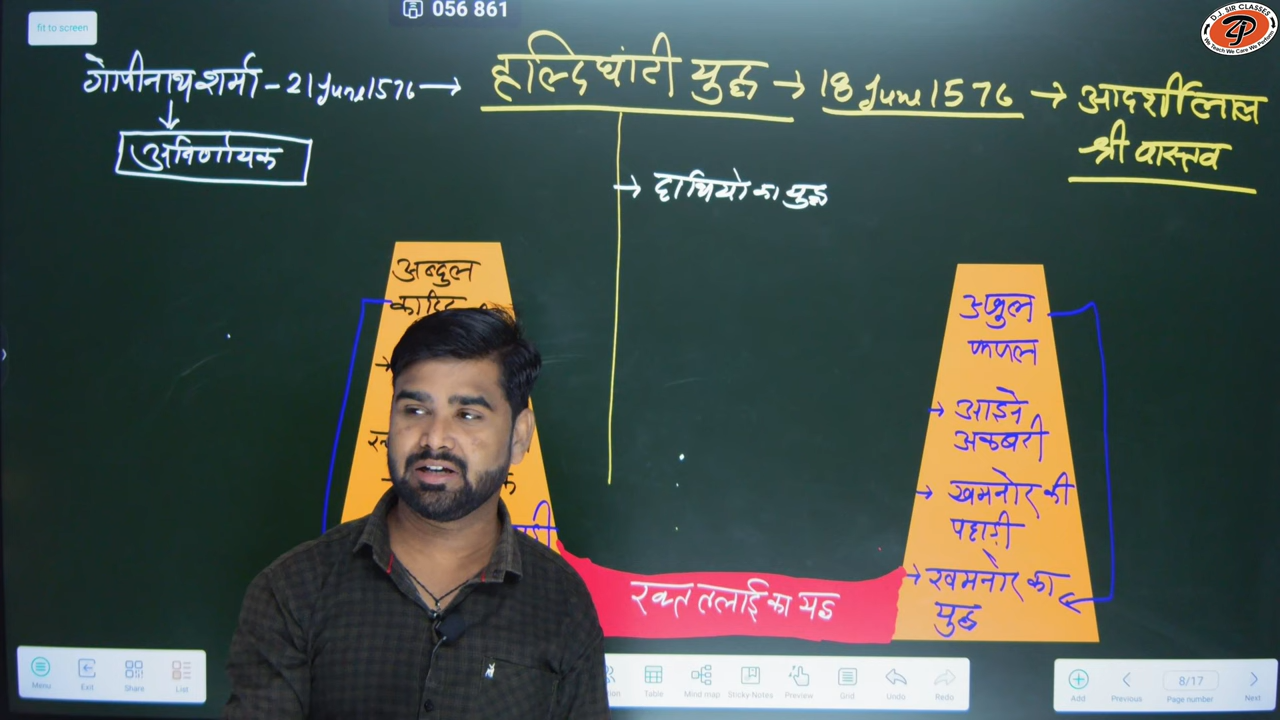 fit to screen
056 861
D.J. SIR CLASSES
We Teach We Care We Perform
गोपीनाथ शर्मा - 21 June 1576 → हल्दिघाटी युद्ध → 18 June 1576 → आदर्शीलाल
श्री वास्तव
अनिर्णायक
→ हाथियो का युद्ध
अब्दुल
अबुल
फजल
→ आइने
अकबरी
→ खमनोर की
पहाड़ी
→ खमनोर का
युद्ध
रक्त तलाई का
Menu
Exit
Share
List
Table
Mind map
Sticky Notes
Preview
Grid
Undo
Redo
Add
Previous
8/17
Page number
Next